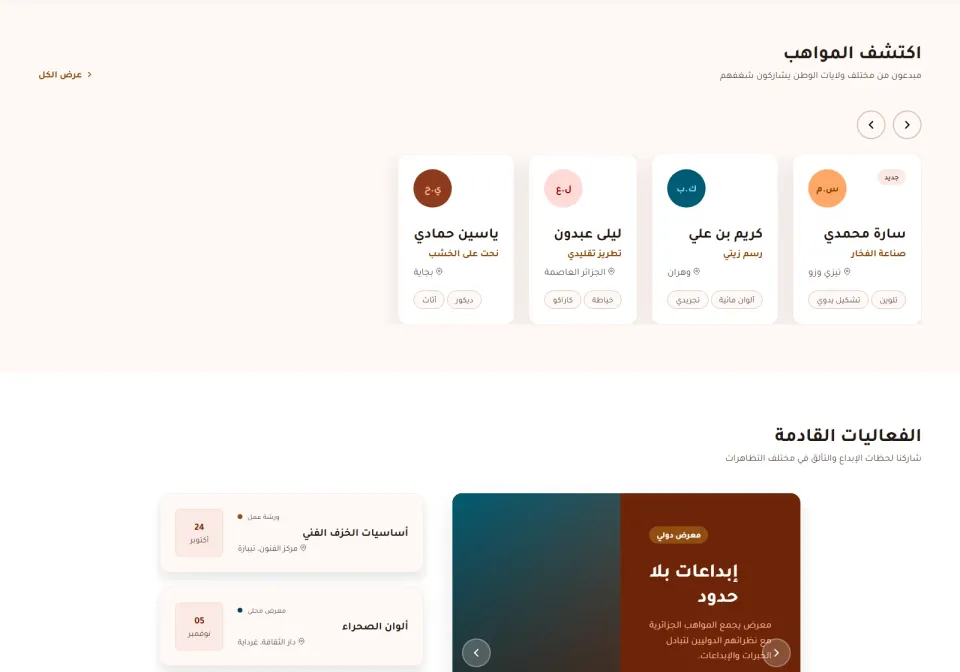 اكتشف المواهب
مبدعون من مختلف ولايات الوطن يشاركون شغفهم
عرض الكل
جديد
س.م
سارة محمدي
صناعة الفخار
تيزي وزو
تلوين
تشكيل يدوي
ك.ب
كريم بن علي
رسم زيتي
وهران
ألوان مائية
تجريدي
ل.ع
ليلى عبدون
تطريز تقليدي
الجزائر العاصمة
خياطة
كاراكو
ي.ح
ياسين حمادي
نحت على الخشب
بجاية
ديكور
أثاث
الفعاليات القادمة
شاركنا لحظات الإبداع والتألق في مختلف التظاهرات
معرض دولي
إبداعات بلا
حدود
معرض يجمع المواهب الجزائرية
مع نظرائهم الدوليين لتبادل
الخبرات والإبداعات.
ورشة عمل
أساسيات الخزف الفني
مركز الفنون، تيبازة
24
أكتوبر
معرض محلي
ألوان الصحراء
دار الثقافة، غرداية
05
نوفمبر